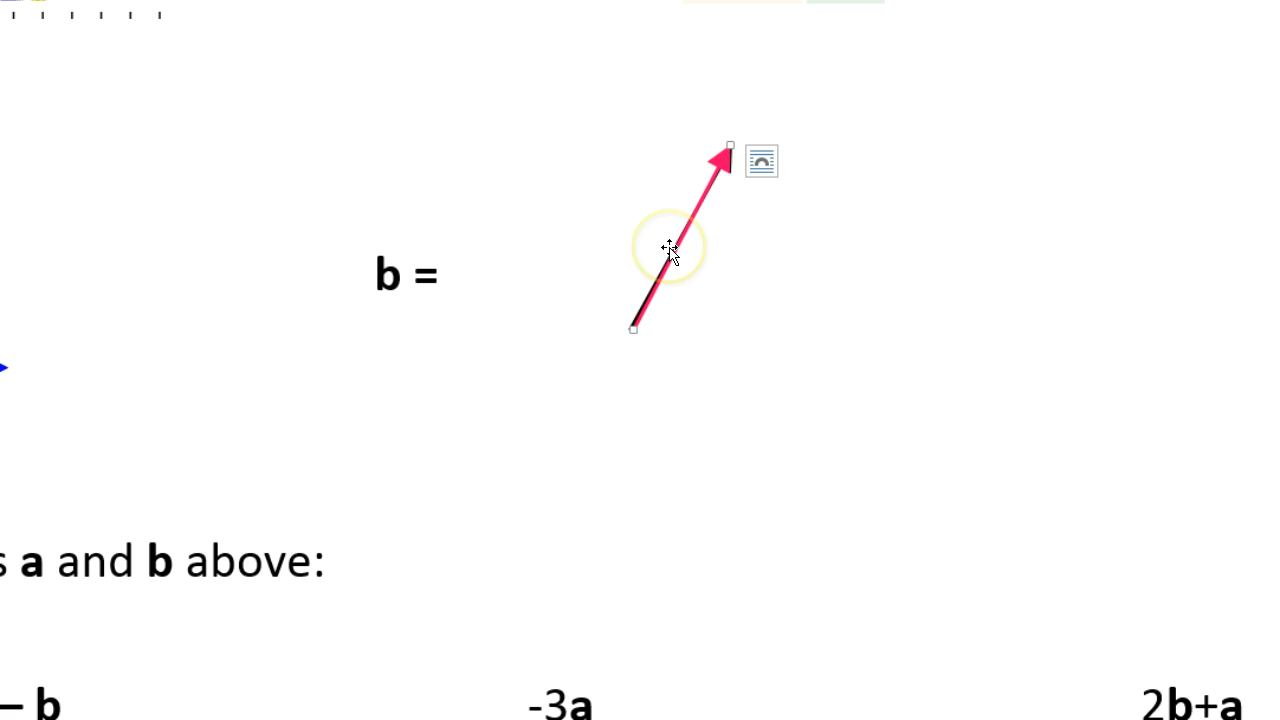 b =
s a and b above:
– b
-3a
2b+a